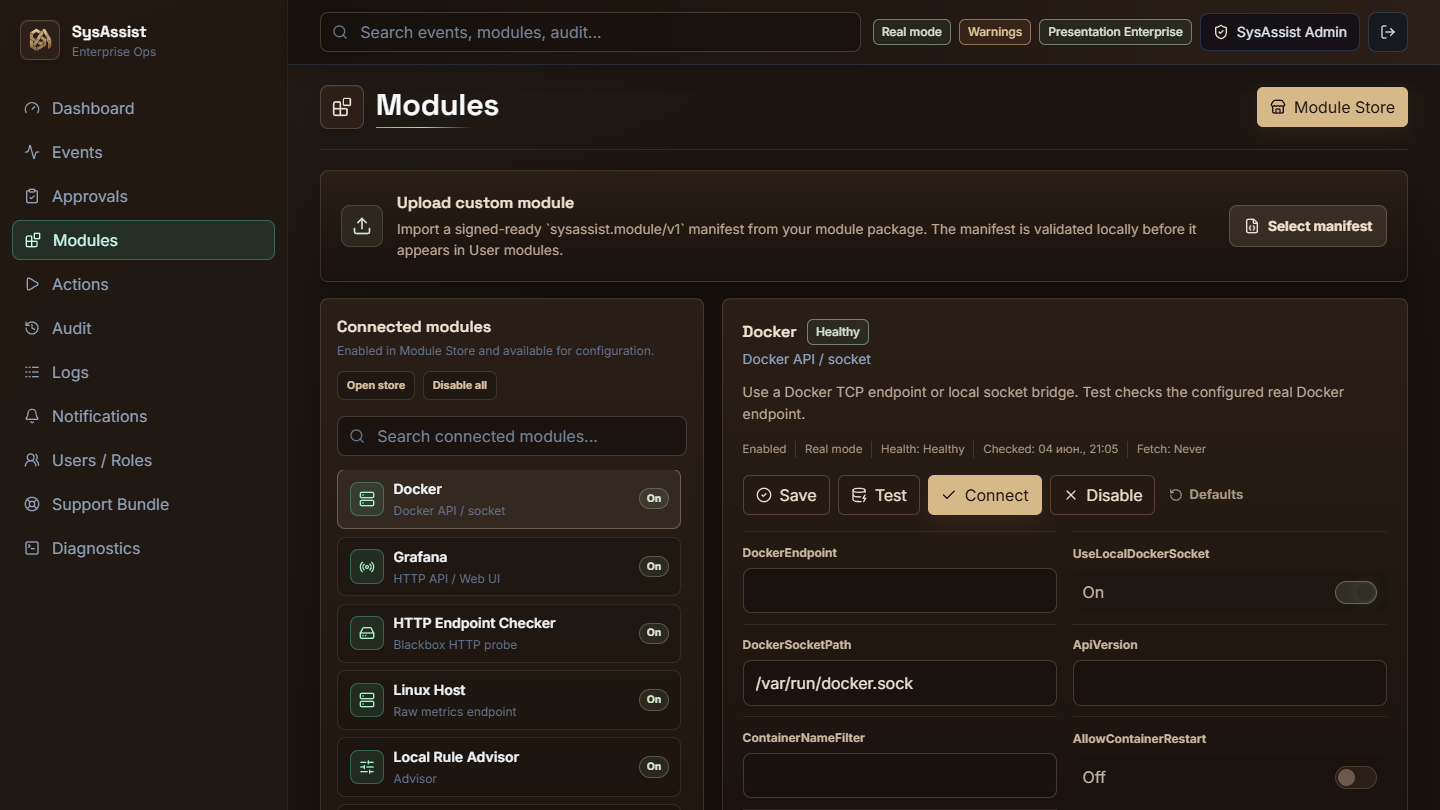 SysAssist
Enterprise Ops
Dashboard
Events
Approvals
Modules
Actions
Audit
Logs
Notifications
Users / Roles
Support Bundle
Diagnostics
Search events, modules, audit...
Real mode
Warnings
Presentation Enterprise
SysAssist Admin
Modules
Module Store
Upload custom module
Import a signed-ready `sysassist.module/v1` manifest from your module package. The manifest is validated locally before it
appears in User modules.
Select manifest
Connected modules
Enabled in Module Store and available for configuration.
Open store
Disable all
Search connected modules...
Docker
Docker API / socket
On
Grafana
HTTP API / Web UI
On
HTTP Endpoint Checker
Blackbox HTTP probe
On
Linux Host
Raw metrics endpoint
On
Local Rule Advisor
Advisor
On
Docker
Healthy
Docker API / socket
Use a Docker TCP endpoint or local socket bridge. Test checks the configured real Docker
endpoint.
Enabled
Real mode
Health: Healthy
Checked: 04 июн., 21:05
Fetch: Never
Save
Test
Connect
Disable
Defaults
DockerEndpoint
UseLocalDockerSocket
On
DockerSocketPath
/var/run/docker.sock
ApiVersion
ContainerNameFilter
AllowContainerRestart
Off